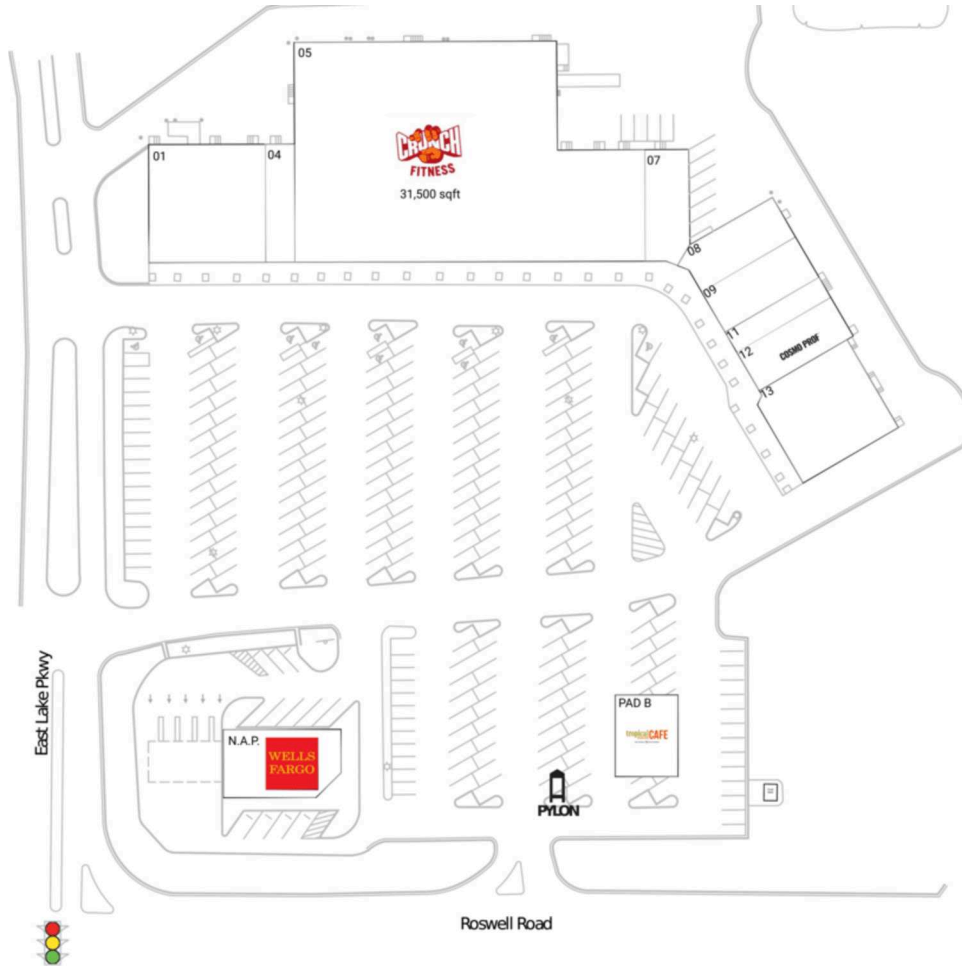 05
CRUNCH
FITNESS
31,500 sqft
01
04
07
08
09
11
12
COSMO PROF
13
East Lake Pkwy
N.A.P.
WELLS
FARGO
PAD B
tropical CAFE
PYLON
Roswell Road